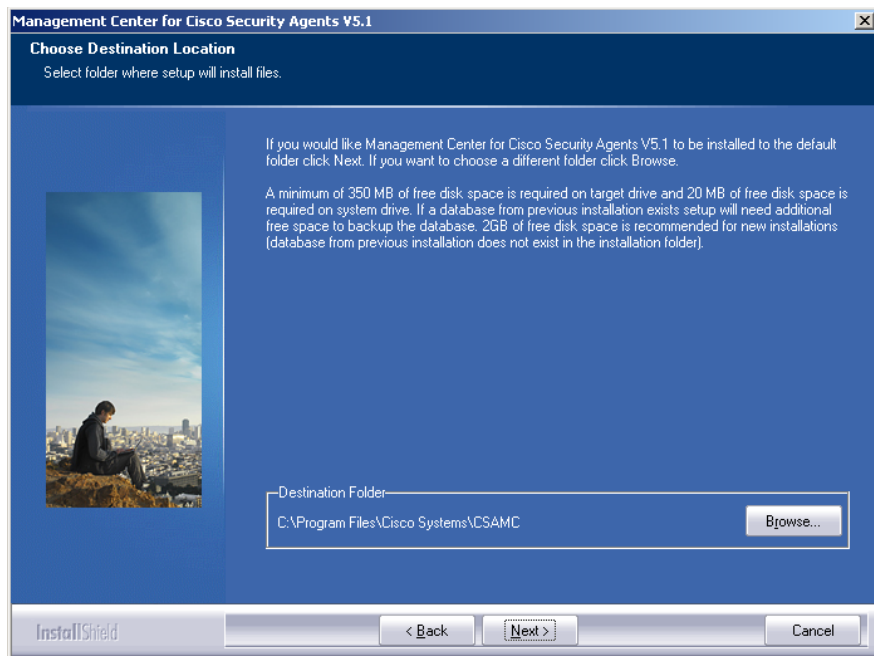 Management Center for Cisco Security Agents V5.1
Choose Destination Location
Select folder where setup will install files.
If you would like Management Center for Cisco Security Agents V5.1 to be installed to the default
folder click Next. If you want to choose a different folder click Browse.
A minimum of 350 MB of free disk space is required on target drive and 20 MB of free disk space is
required on system drive. If a database from previous installation exists setup will need additional
free space to backup the database. 2GB of free disk space is recommended for new installations
(database from previous installation does not exist in the installation folder).
Destination Folder
C:\Program Files\Cisco Systems\CSAMC
Browse...
InstallShield
< Back
Next >
Cancel